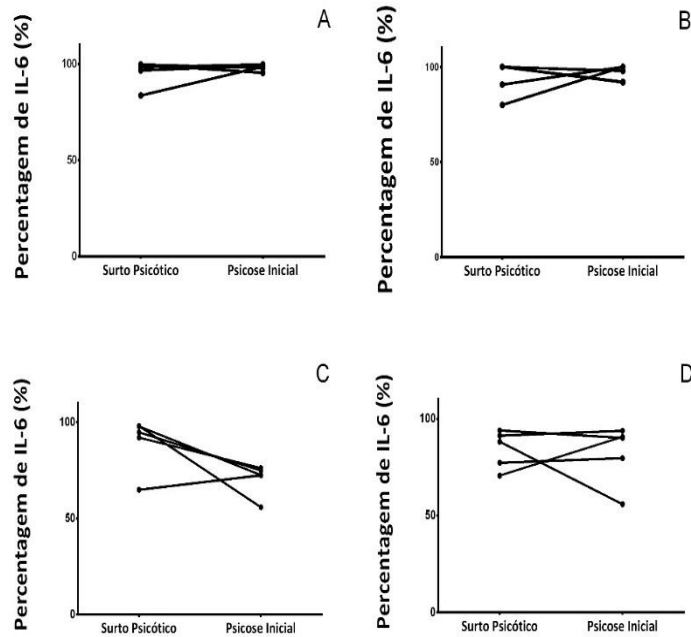 A
Percentagem de IL-6 (%)
100
50
0
Surto Psicótico Psicose Inicial
B
Percentagem de IL-6 (%)
100
50
0
Surto Psicótico Psicose Inicial
C
Percentagem de IL-6 (%)
100
50
0
Surto Psicótico Psicose Inicial
D
Percentagem de IL-6 (%)
100
50
0
Surto Psicótico Psicose Inicial